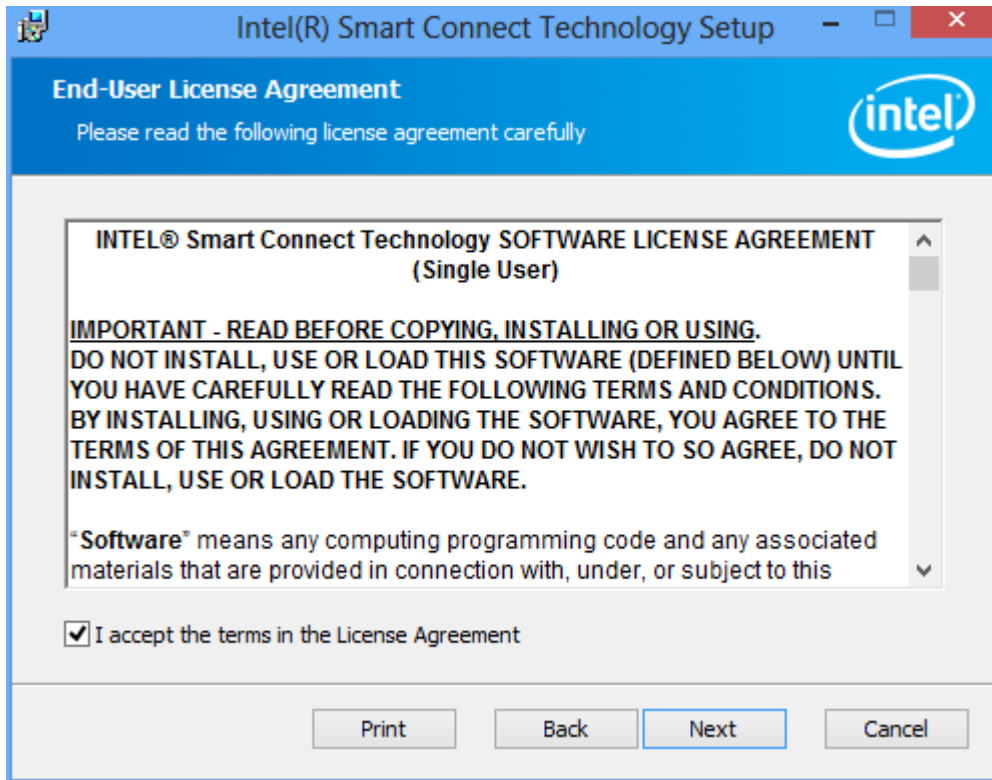 Intel(R) Smart Connect Technology Setup
End-User License Agreement
Please read the following license agreement carefully
intel
INTEL® Smart Connect Technology SOFTWARE LICENSE AGREEMENT
(Single User)
IMPORTANT - READ BEFORE COPYING, INSTALLING OR USING.
DO NOT INSTALL, USE OR LOAD THIS SOFTWARE (DEFINED BELOW) UNTIL
YOU HAVE CAREFULLY READ THE FOLLOWING TERMS AND CONDITIONS.
BY INSTALLING, USING OR LOADING THE SOFTWARE, YOU AGREE TO THE
TERMS OF THIS AGREEMENT. IF YOU DO NOT WISH TO SO AGREE, DO NOT
INSTALL, USE OR LOAD THE SOFTWARE.
“Software” means any computing programming code and any associated
materials that are provided in connection with, under, or subject to this
I accept the terms in the License Agreement
Print Back Next Cancel